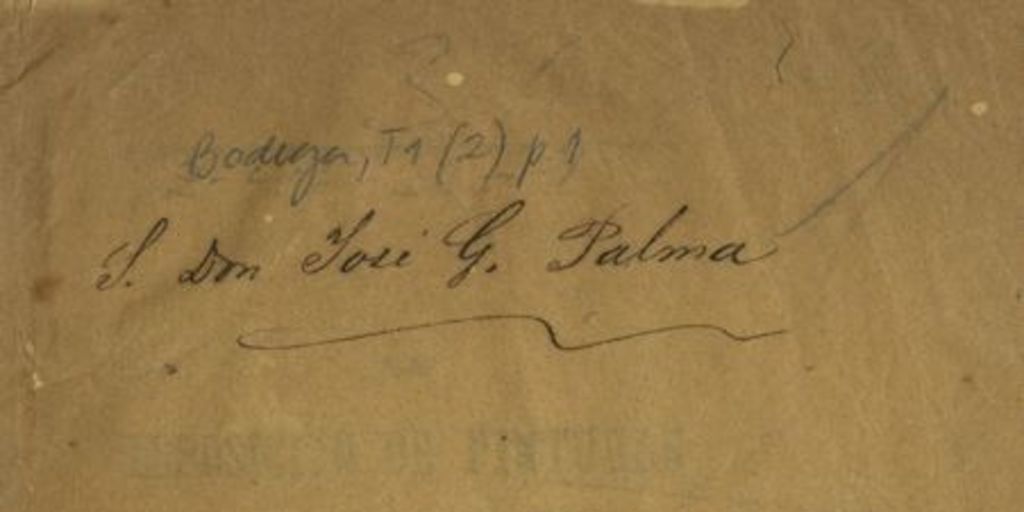 Bodega, T1 (2) p 1
S. Don José G. Palma